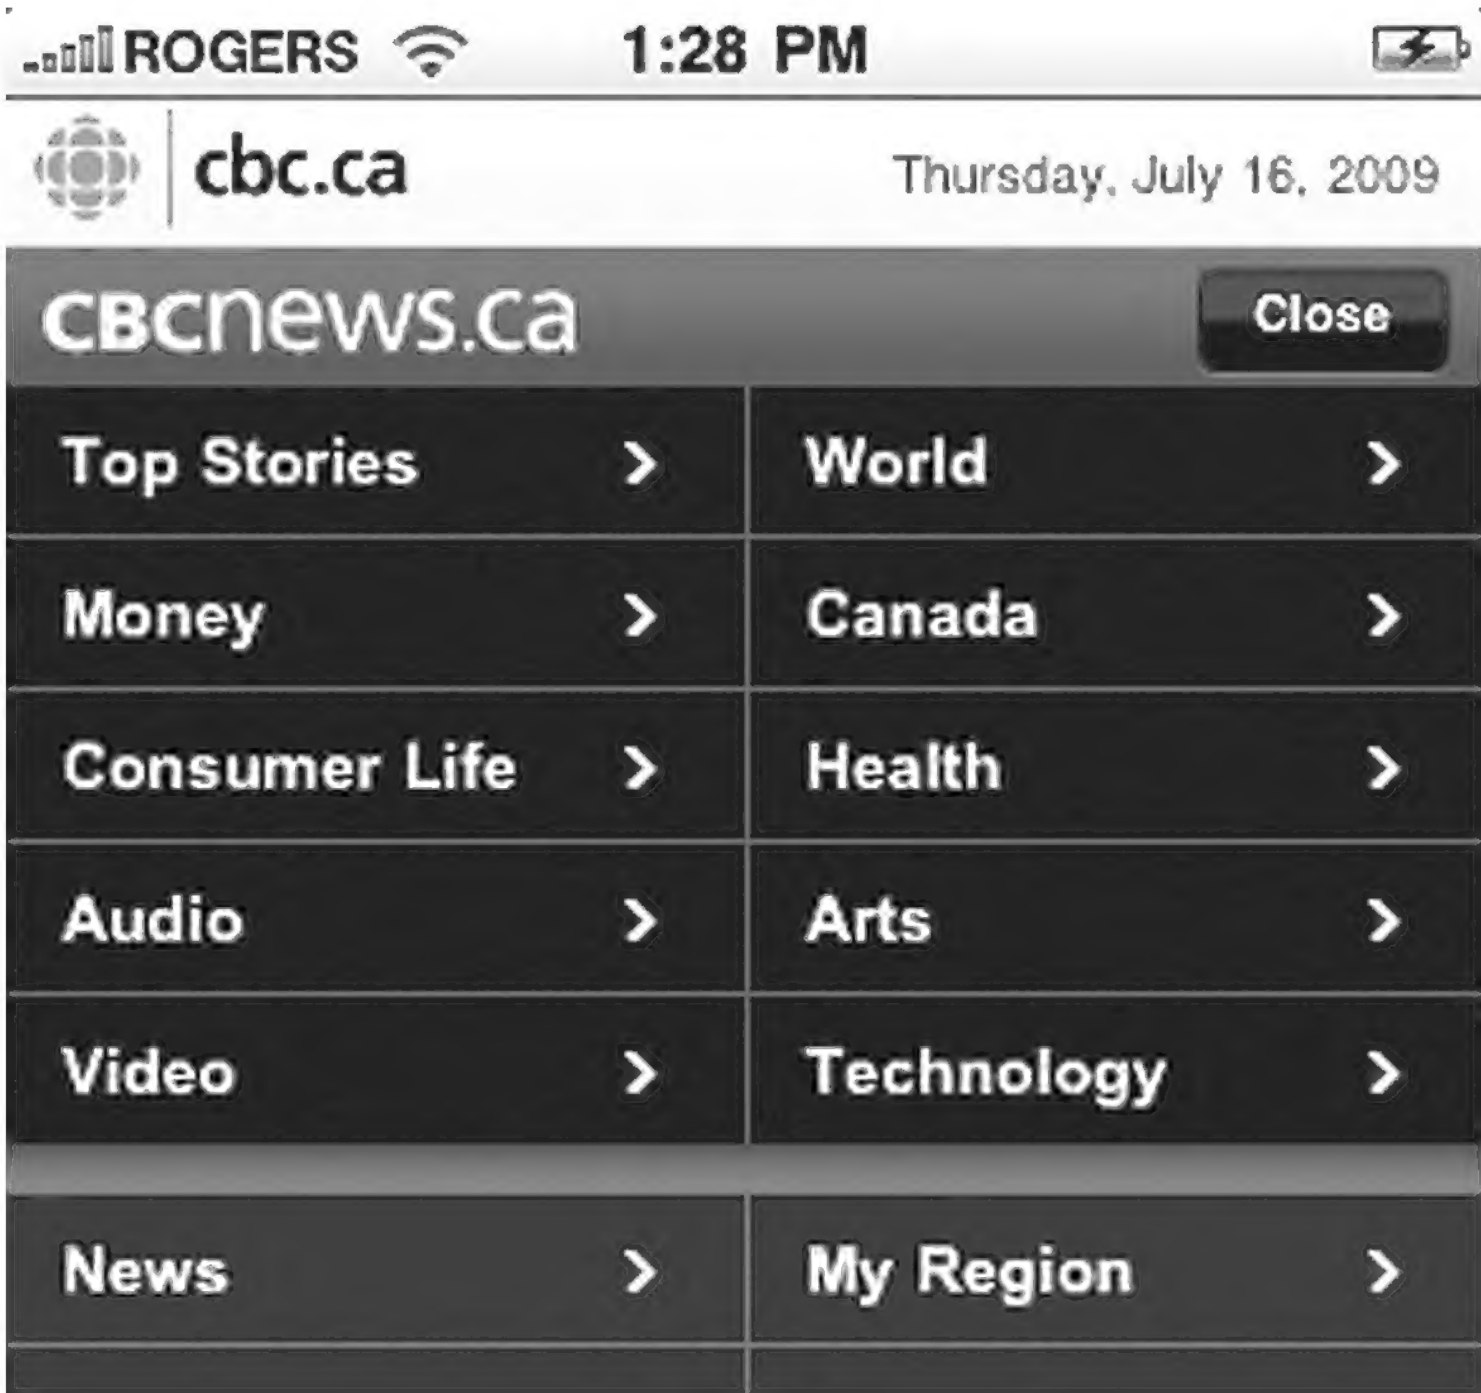 ROGERS 1:28 PM
cbc.ca Thursday, July 16, 2009
CBCnews.ca Close
Top Stories World
Money Canada
Consumer Life Health
Audio Arts
Video Technology
News My Region